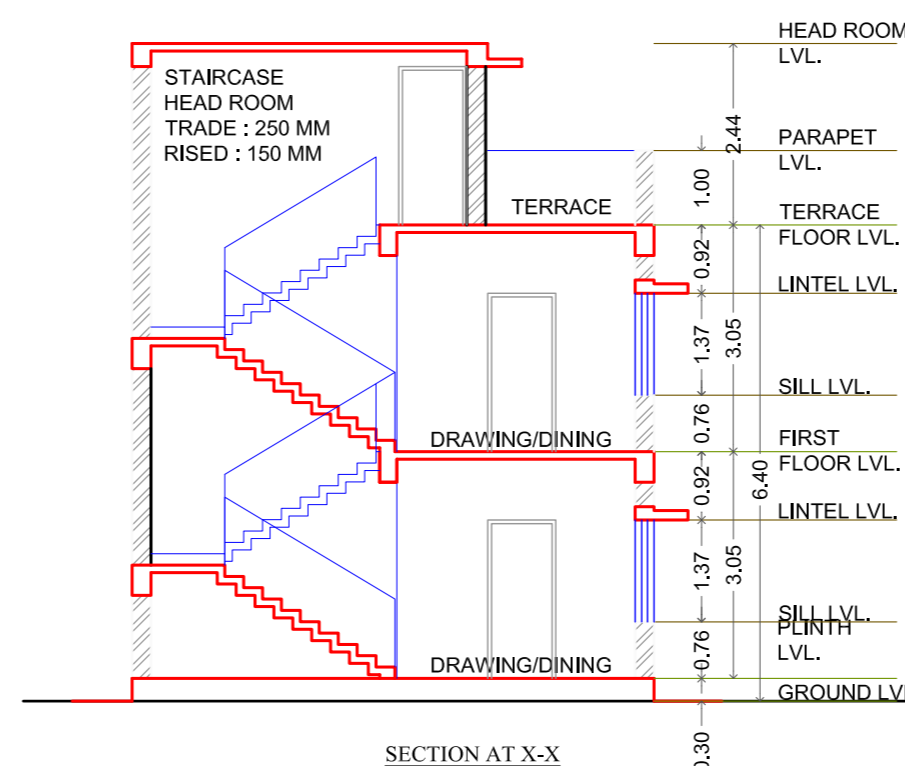 HEAD ROOM
LVL.
STAIRCASE
HEAD ROOM
TRADE : 250 MM
RISED : 150 MM
2.44
PARAPET
LVL.
1.00
TERRACE
TERRACE
FLOOR LVL.
0.92
LINTEL LVL.
1.37
3.05
SILL LVL.
0.76
DRAWING/DINING
FIRST
FLOOR LVL.
0.92
6.40
LINTEL LVL.
1.37
3.05
SILL LVL.
PLINTH
LVL.
0.76
DRAWING/DINING
GROUND LVL
0.30
SECTION AT X-X